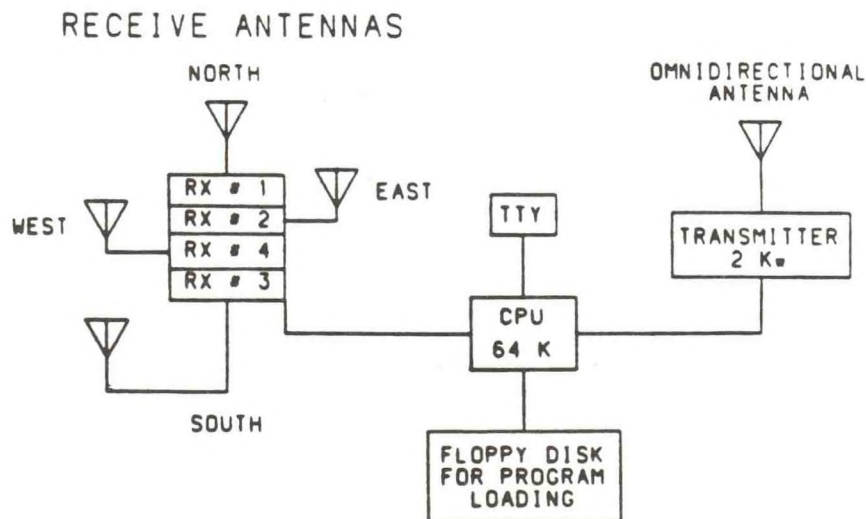 RECEIVE ANTENNAS
NORTH
OMNIDIRECTIONAL
ANTENNA
RX # 1
EAST
WEST
RX # 2
TTY
TRANSMITTER
2 Kw
RX # 4
RX # 3
CPU
64 K
SOUTH
FLOPPY DISK
FOR PROGRAM
LOADING